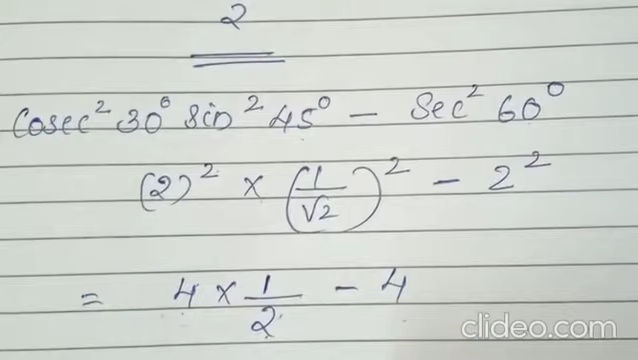 2
Cosec² 30° sin² 45° - Sec² 60°
(2)² × (1/√2)² - 2²
= 4 × 1/2 - 4
clideo.com